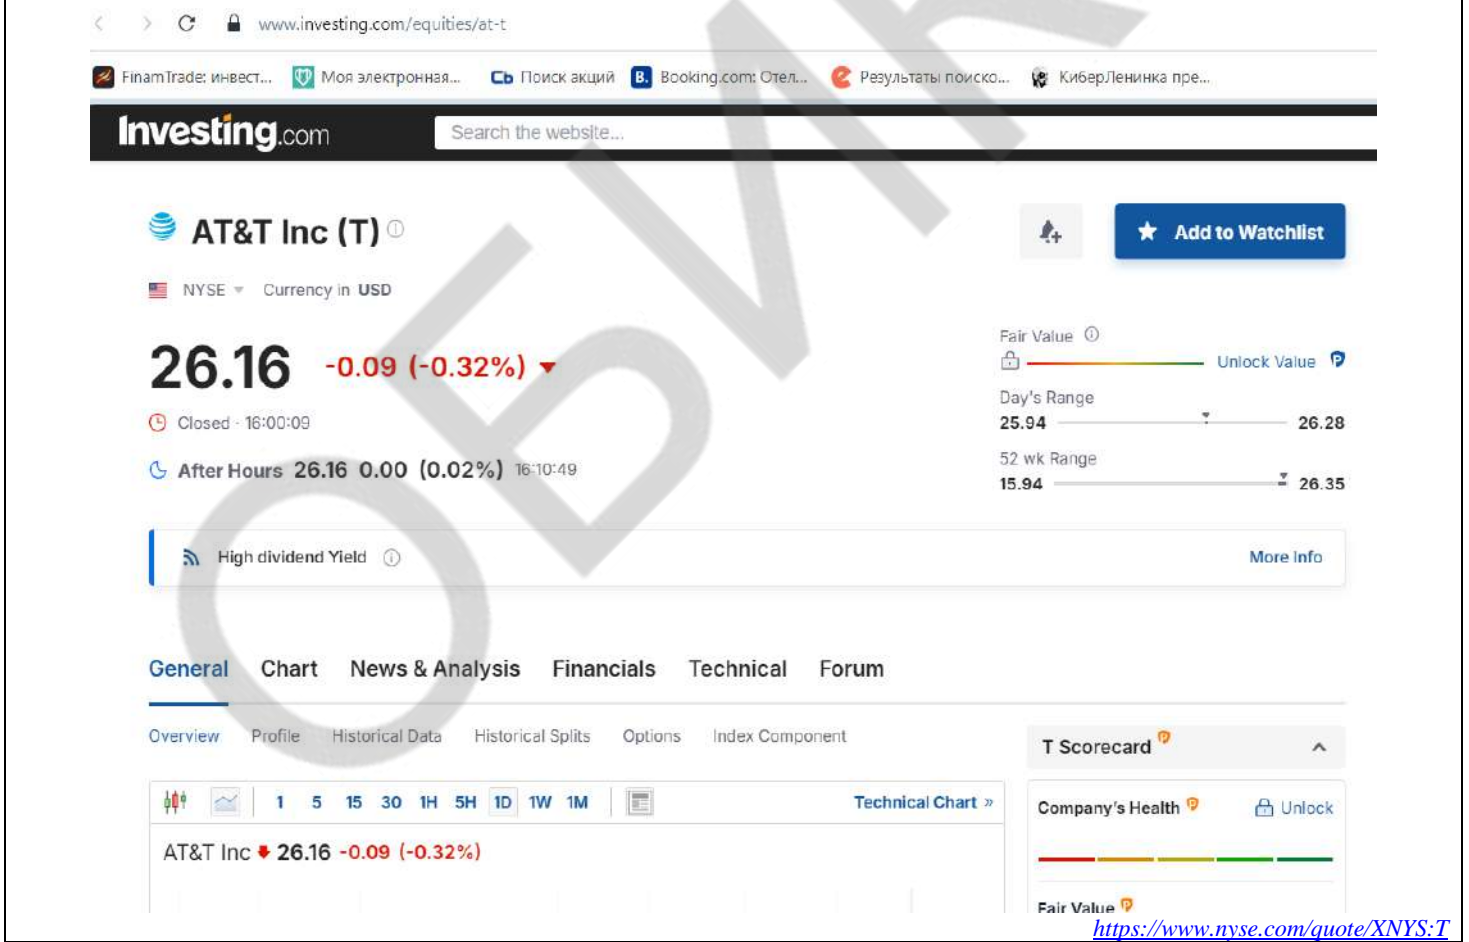 www.investing.com/equities/at-t
FinamTrade: инвест... Моя электронная... Сь Поиск акций B. Booking.com: Отел... Результаты поиско... КиберЛенинка пре...
Investing.com Search the website...
AT&T Inc (T)
Add to Watchlist
NYSE Currency in USD
26.16 -0.09 (-0.32%)
Closed · 16:00:09
After Hours 26.16 0.00 (0.02%) 16:10:49
Fair Value
Unlock Value
Day's Range
25.94 26.28
52 wk Range
15.94 26.35
High dividend Yield More Info
General Chart News & Analysis Financials Technical Forum
Overview Profile Historical Data Historical Splits Options Index Component
1 5 15 30 1H 5H 1D 1W 1M Technical Chart »
AT&T Inc 26.16 -0.09 (-0.32%)
T Scorecard
Company's Health Unlock
Fair Value
https://www.nyse.com/quote/XNYS:T